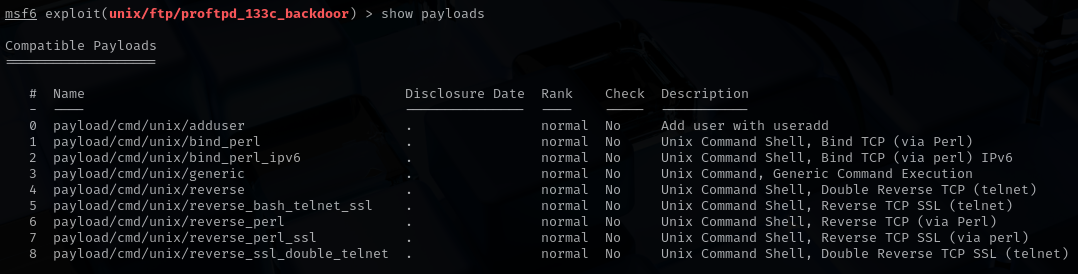 msf6 exploit(unix/ftp/proftpd_133c_backdoor) > show payloads
Compatible Payloads
===================
# Name Disclosure Date Rank Check Description
- ---- --------------- ---- ----- -----------
0 payload/cmd/unix/adduser . normal No Add user with useradd
1 payload/cmd/unix/bind_perl . normal No Unix Command Shell, Bind TCP (via Perl)
2 payload/cmd/unix/bind_perl_ipv6 . normal No Unix Command Shell, Bind TCP (via perl) IPv6
3 payload/cmd/unix/generic . normal No Unix Command, Generic Command Execution
4 payload/cmd/unix/reverse . normal No Unix Command Shell, Double Reverse TCP (telnet)
5 payload/cmd/unix/reverse_bash_telnet_ssl . normal No Unix Command Shell, Reverse TCP SSL (telnet)
6 payload/cmd/unix/reverse_perl . normal No Unix Command Shell, Reverse TCP (via Perl)
7 payload/cmd/unix/reverse_perl_ssl . normal No Unix Command Shell, Reverse TCP SSL (via perl)
8 payload/cmd/unix/reverse_ssl_double_telnet . normal No Unix Command Shell, Double Reverse TCP SSL (telnet)